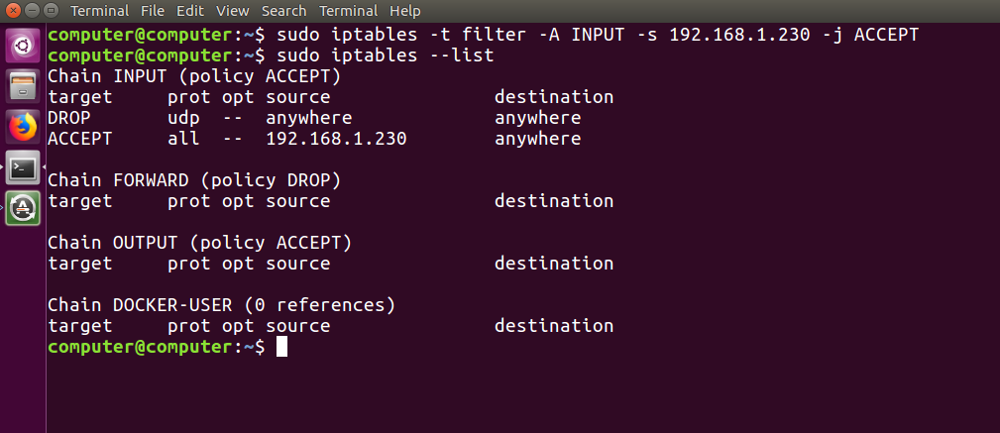 Terminal File Edit View Search Terminal Help
computer@computer:~$ sudo iptables -t filter -A INPUT -s 192.168.1.230 -j ACCEPT
computer@computer:~$ sudo iptables --list
Chain INPUT (policy ACCEPT)
target     prot opt source               destination
DROP       udp  --  anywhere             anywhere
ACCEPT     all  --  192.168.1.230        anywhere

Chain FORWARD (policy DROP)
target     prot opt source               destination

Chain OUTPUT (policy ACCEPT)
target     prot opt source               destination

Chain DOCKER-USER (0 references)
target     prot opt source               destination
computer@computer:~$